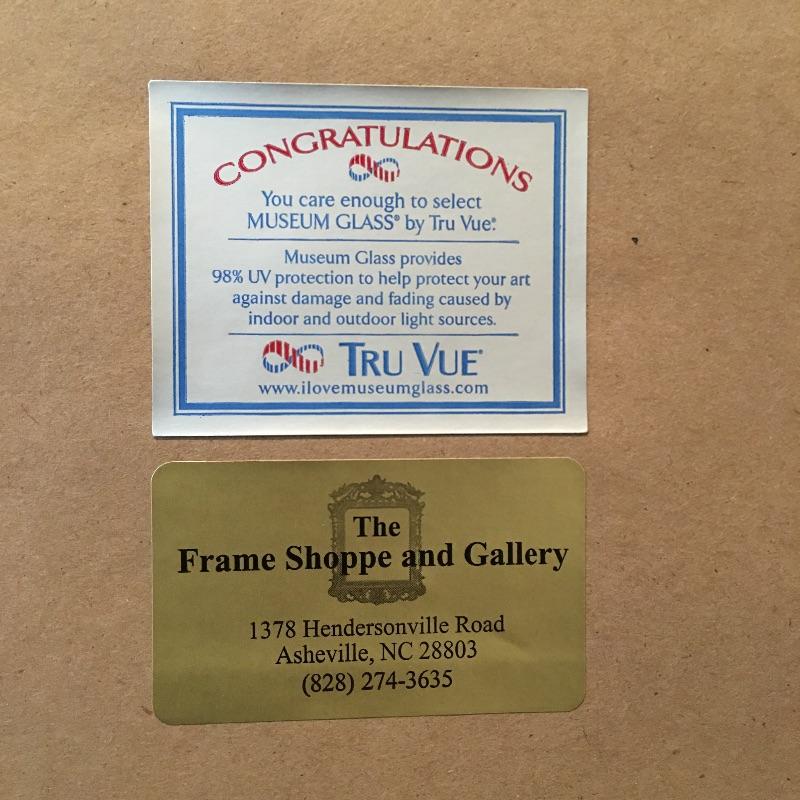 CONGRATULATIONS
You care enough to select
MUSEUM GLASS® by Tru Vue®.
Museum Glass provides
98% UV protection to help protect your art
against damage and fading caused by
indoor and outdoor light sources.
TRU VUE®
www.ilovemuseumglass.com
The
Frame Shoppe and Gallery
1378 Hendersonville Road
Asheville, NC 28803
(828) 274-3635